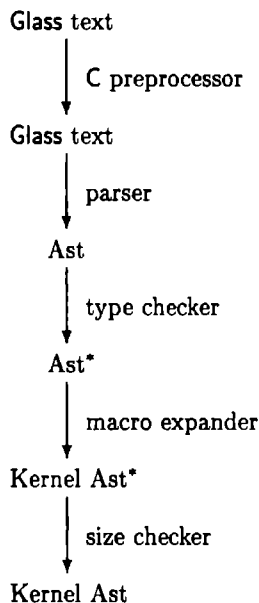 Glass text
C preprocessor
Glass text
parser
Ast
type checker
Ast*
macro expander
Kernel Ast*
size checker
Kernel Ast